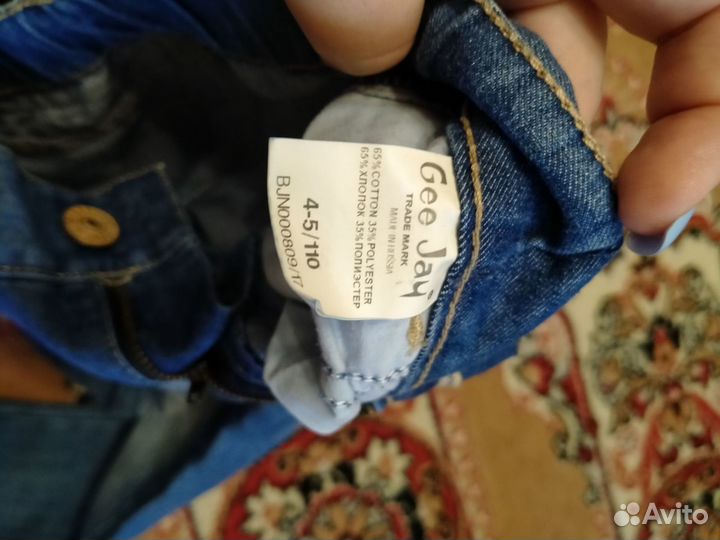 Gee Jay
TRADE MARK
MADE IN RUSSIA
65% COTTON 35% POLYESTER
65% ХЛОПОК 35% ПОЛИЭСТЕР
4-5/110
BJN000809/17
Avito